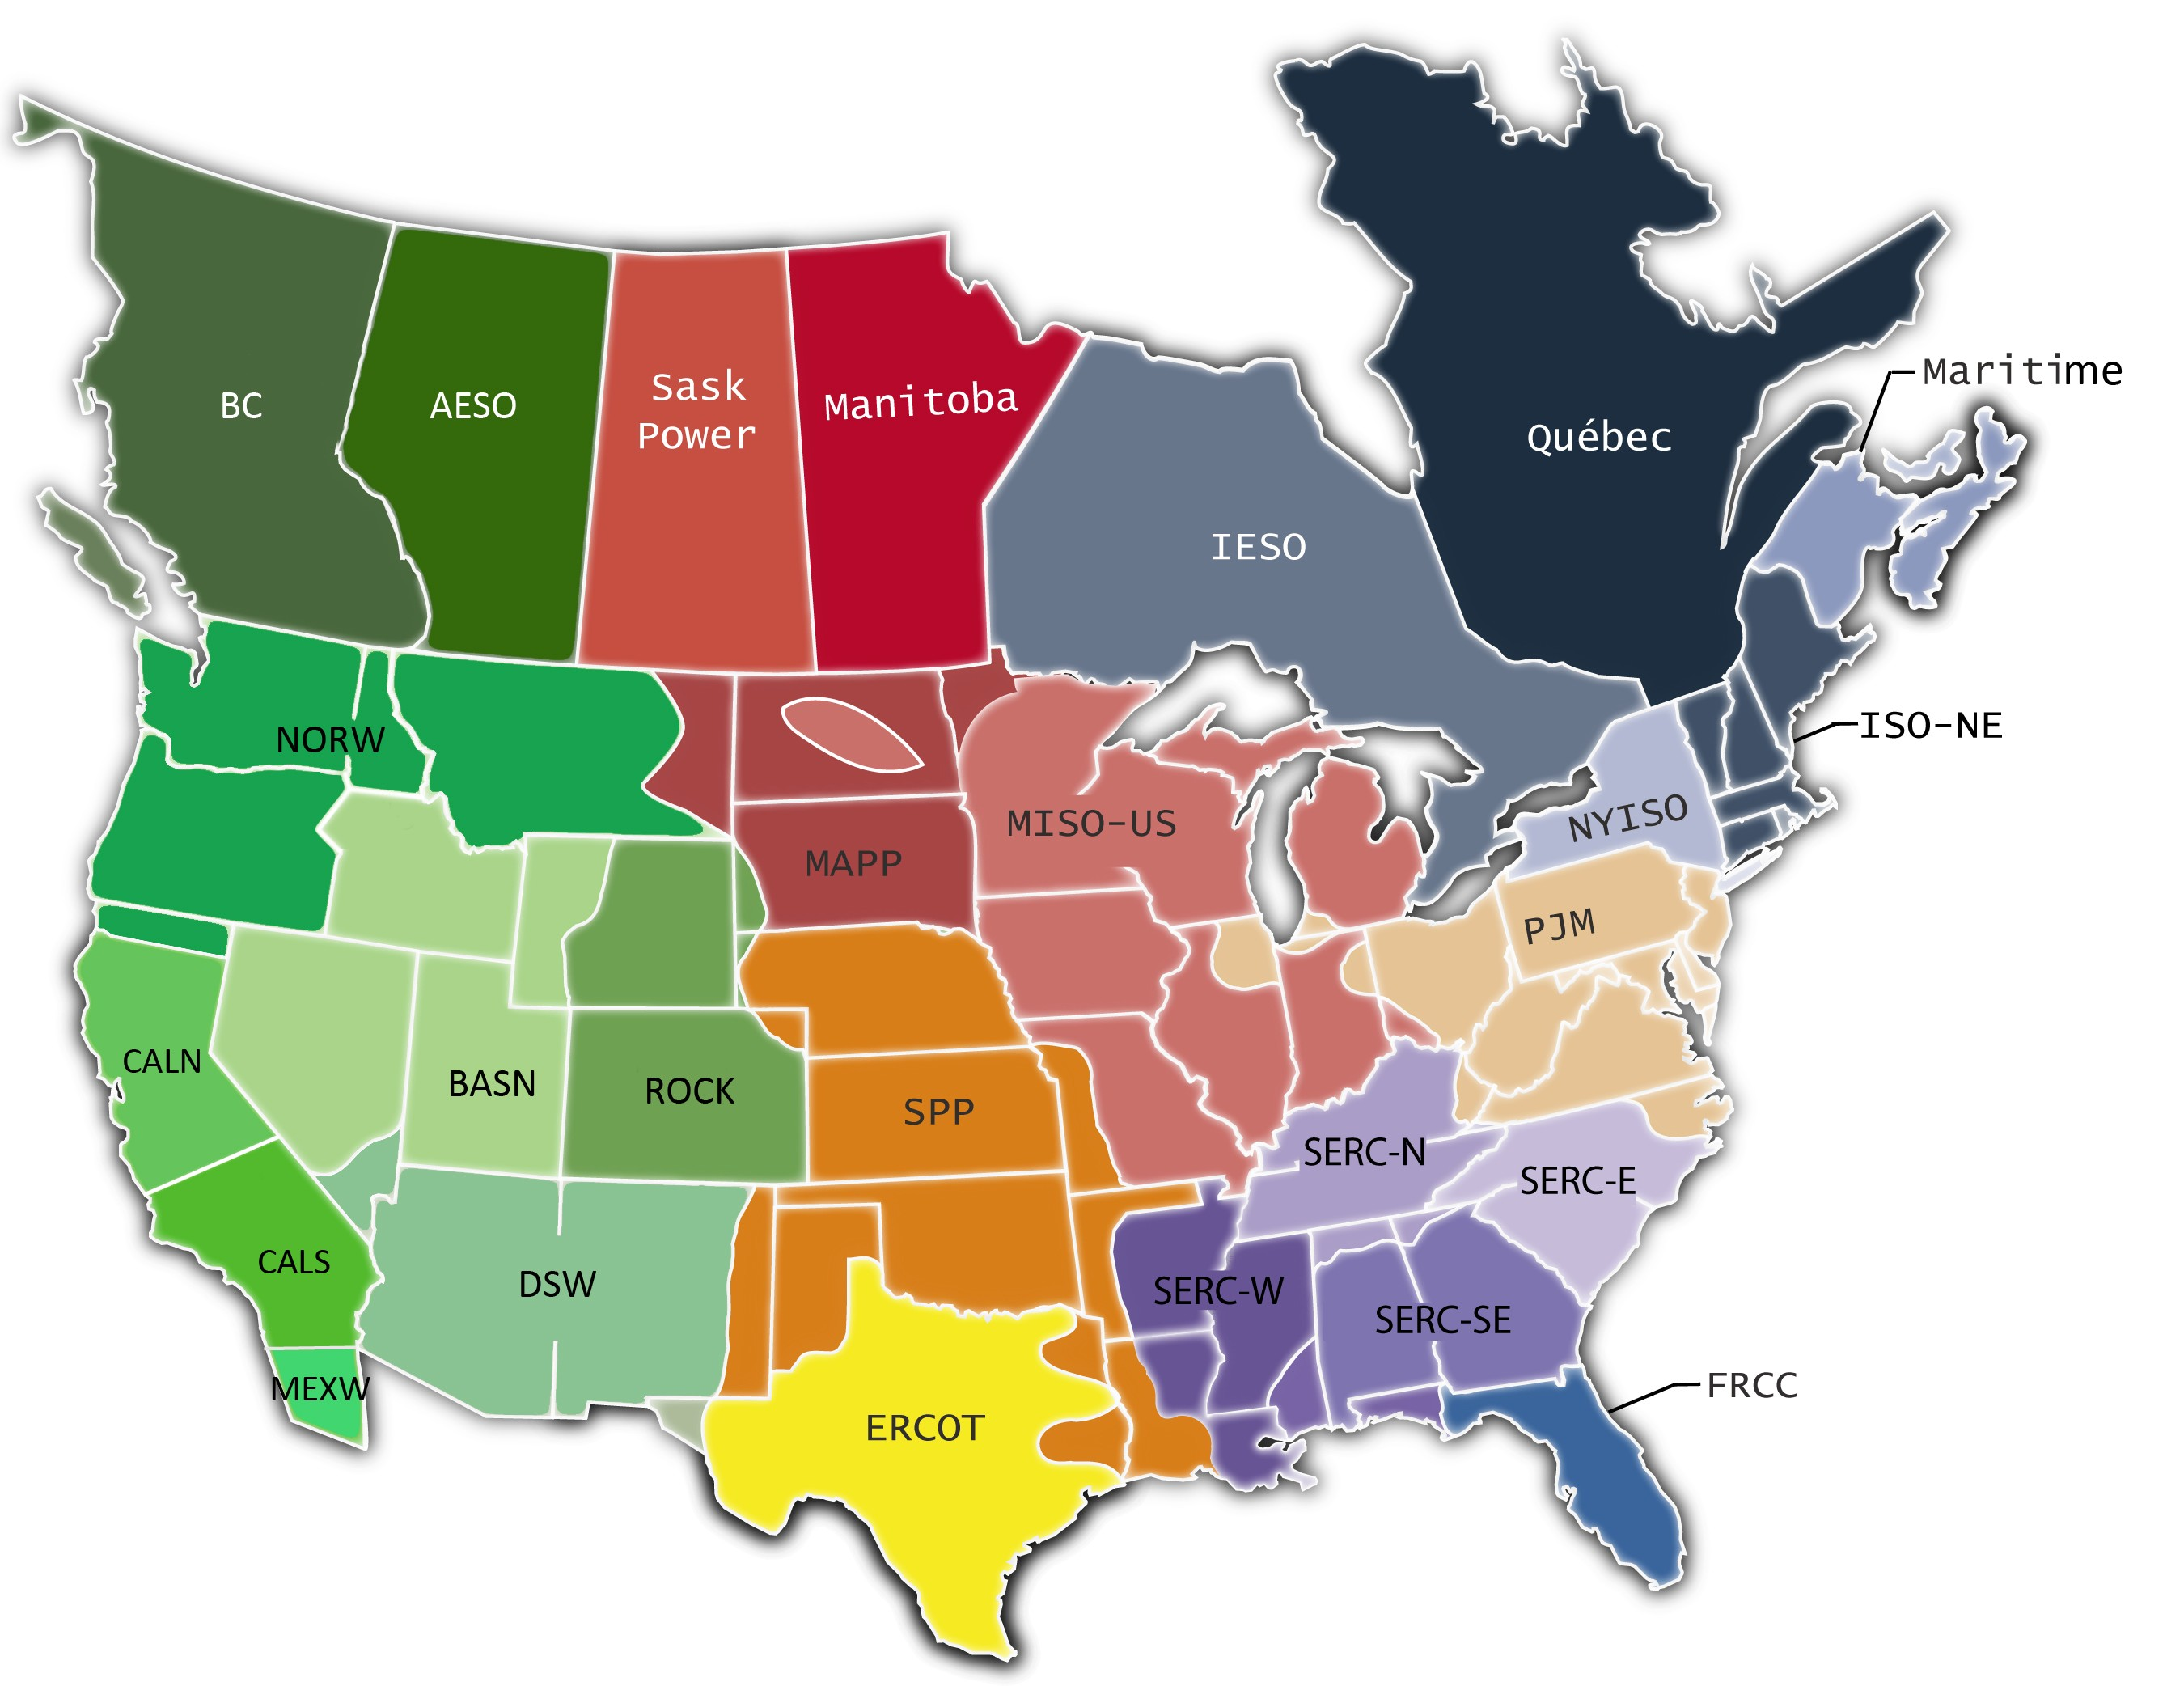 Maritime
BC
AESO
Sask
Power
Manitoba
Québec
IESO
ISO-NE
NORW
MISO-US
NYISO
MAPP
PJM
CALN
BASN
ROCK
SPP
SERC-N
SERC-E
CALS
DSW
SERC-W
SERC-SE
MEXW
FRCC
ERCOT